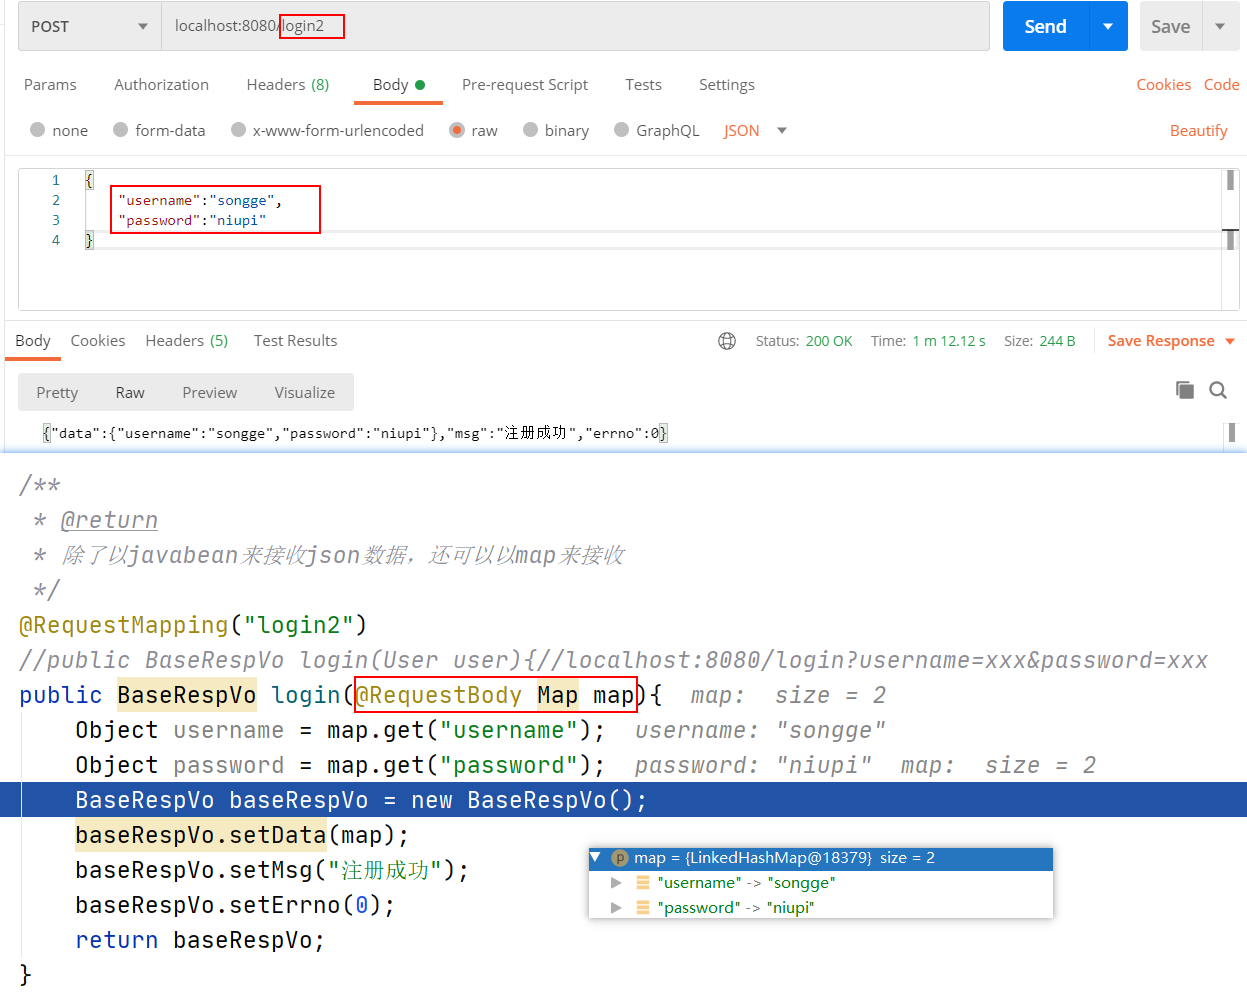 POST localhost:8080/login2 Send Save
Params Authorization Headers (8) Body Pre-request Script Tests Settings Cookies Code
none form-data x-www-form-urlencoded raw binary GraphQL JSON Beautify
1 {
2 "username":"songge",
3 "password":"niupi"
4 }
Body Cookies Headers (5) Test Results Status: 200 OK Time: 1 m 12.12 s Size: 244 B Save Response
Pretty Raw Preview Visualize
{"data":{"username":"songge","password":"niupi"},"msg":"注册成功","errno":0}
/**
* @return
* 除了以javabean来接收json数据，还可以以map来接收
*/
@RequestMapping("login2")
//public BaseRespVo login(User user){//localhost:8080/login?username=xxx&password=xxx
public BaseRespVo login(@RequestBody Map map){ map: size = 2
Object username = map.get("username"); username: "songge"
Object password = map.get("password"); password: "niupi" map: size = 2
BaseRespVo baseRespVo = new BaseRespVo();
baseRespVo.setData(map);
baseRespVo.setMsg("注册成功");
baseRespVo.setErrno(0);
return baseRespVo;
}
p map = {LinkedHashMap@18379} size = 2
"username" -> "songge"
"password" -> "niupi"